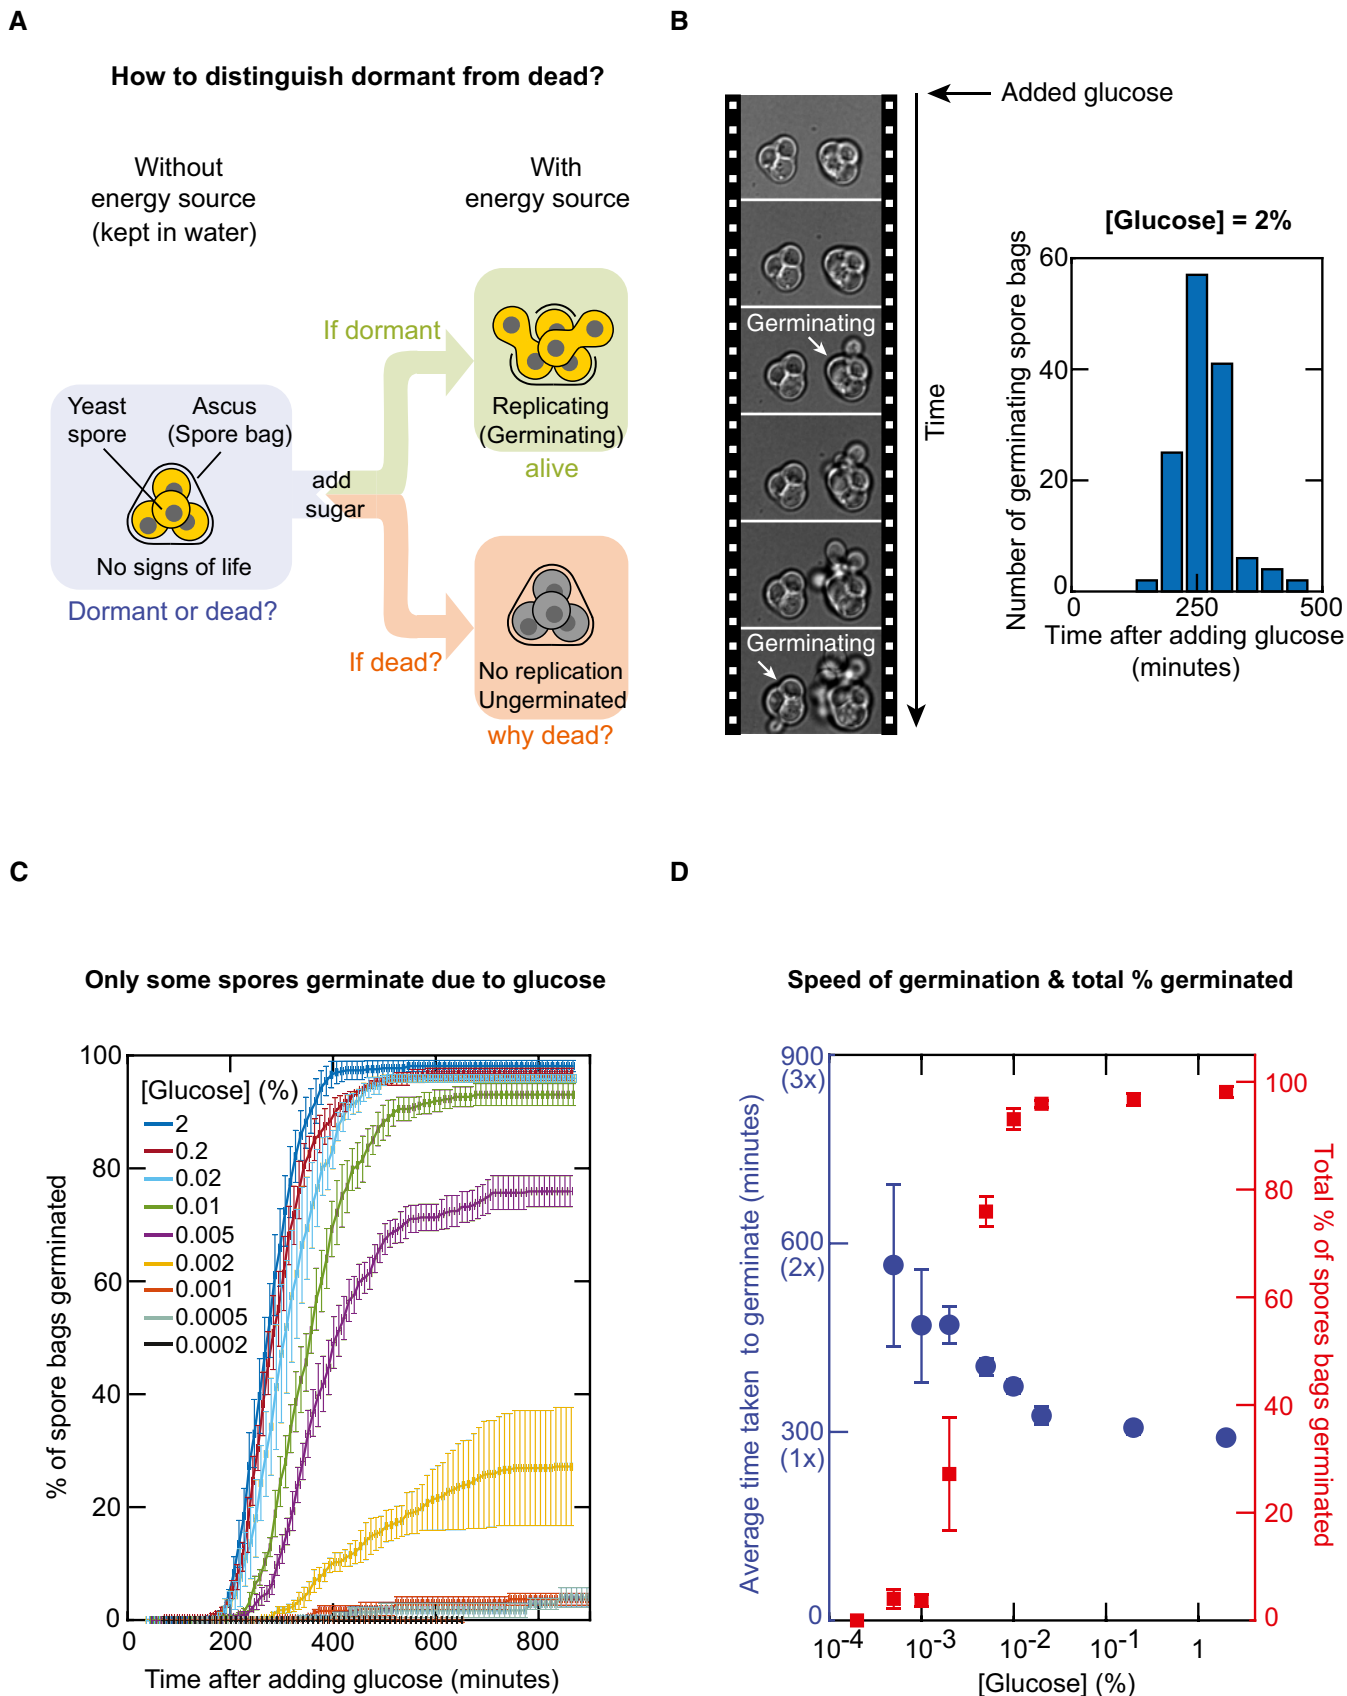 A
How to distinguish dormant from dead?
Without
energy source
(kept in water)
With
energy source
If dormant
Yeast
spore
Ascus
(Spore bag)
No signs of life
Dormant or dead?
add
sugar
Replicating
(Germinating)
alive
If dead?
No replication
Ungerminated
why dead?
B
Added glucose
Germinating
Germinating
Time
[Glucose] = 2%
Number of germinating spore bags
60
40
20
0
0
250
500
Time after adding glucose
(minutes)
C
Only some spores germinate due to glucose
% of spore bags germinated
100
80
60
40
20
0
[Glucose] (%)
2
0.2
0.02
0.01
0.005
0.002
0.001
0.0005
0.0002
0
200
400
600
800
Time after adding glucose (minutes)
D
Speed of germination & total % germinated
Average time taken to germinate (minutes)
900
(3x)
600
(2x)
300
(1x)
0
100
80
60
40
20
0
Total % of spores bags germinated
10-4
10-3
10-2
10-1
1
[Glucose] (%)